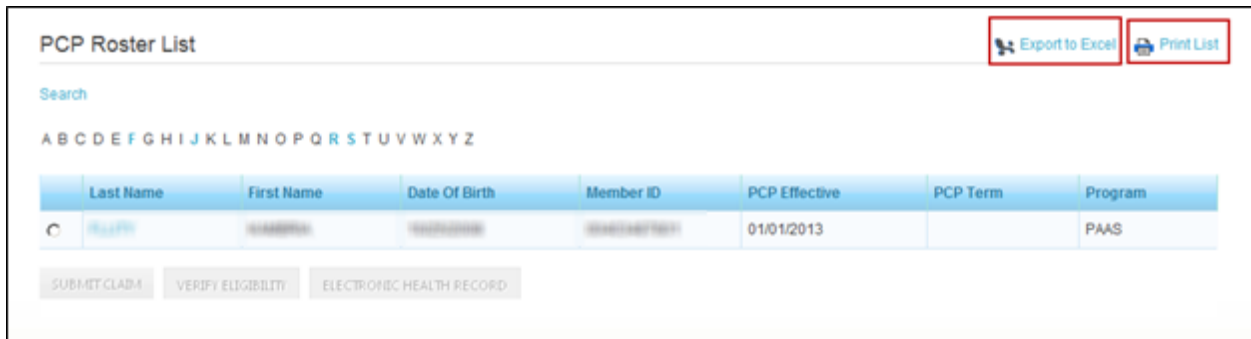 PCP Roster List
Export to Excel
Print List
Search
A B C D E F G H I J K L M N O P Q R S T U V W X Y Z
Last Name First Name Date Of Birth Member ID PCP Effective PCP Term Program
01/01/2013 PAAS
SUBMIT CLAIM VERIFY ELIGIBILITY ELECTRONIC HEALTH RECORD